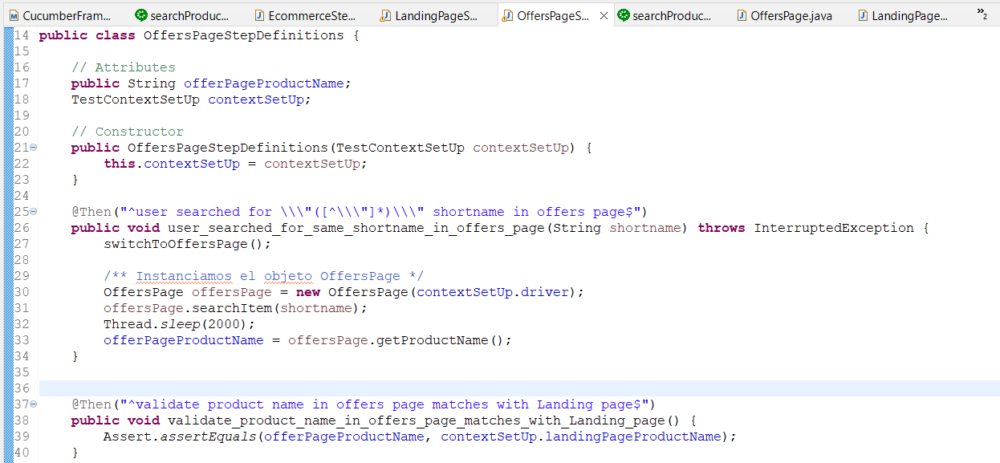 CucumberFram... searchProduc... EcommerceSte... LandingPageS... OffersPageS... searchProduc... OffersPage.java LandingPage... »2
14 public class OffersPageStepDefinitions {
15
16     // Attributes
17     public String offerPageProductName;
18     TestContextSetUp contextSetUp;
19
20     // Constructor
21     public OffersPageStepDefinitions(TestContextSetUp contextSetUp) {
22         this.contextSetUp = contextSetUp;
23     }
24
25     @Then("^user searched for \\\"([^\\\"]*)\\\" shortname in offers page$")
26     public void user_searched_for_same_shortname_in_offers_page(String shortname) throws InterruptedException {
27         switchToOffersPage();
28
29         /** Instanciamos el objeto OffersPage */
30         OffersPage offersPage = new OffersPage(contextSetUp.driver);
31         offersPage.searchItem(shortname);
32         Thread.sleep(2000);
33         offerPageProductName = offersPage.getProductName();
34     }
35
36
37     @Then("^validate product name in offers page matches with Landing page$")
38     public void validate_product_name_in_offers_page_matches_with_Landing_page() {
39         Assert.assertEquals(offerPageProductName, contextSetUp.landingPageProductName);
40     }